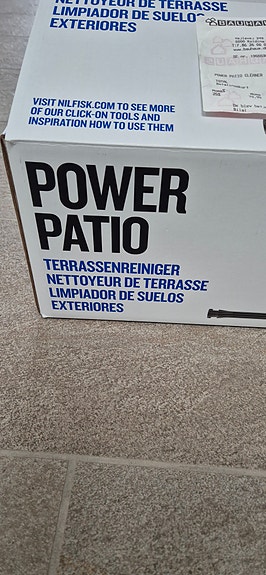 NETTOYEUR DE TERRASSE
LIMPIADOR DE SUELOS
EXTERIORES
BAUHAUS
VISIT NILFISK.COM TO SEE MORE
OF OUR CLICK-ON TOOLS AND
INSPIRATION HOW TO USE THEM
POWER PATIO CLEANER
POWER
PATIO
TERRASSENREINIGER
NETTOYEUR DE TERRASSE
LIMPIADOR DE SUELOS
EXTERIORES